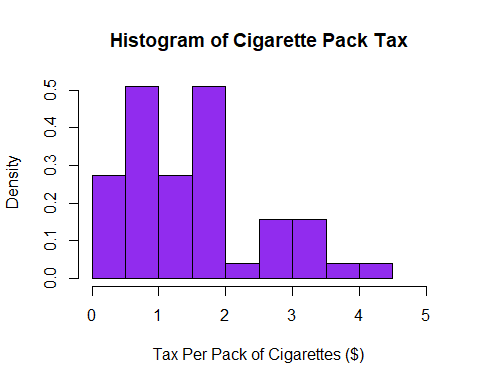 Histogram of Cigarette Pack Tax
Density
0.5
0.4
0.3
0.2
0.1
0.0
0 1 2 3 4 5
Tax Per Pack of Cigarettes ($)